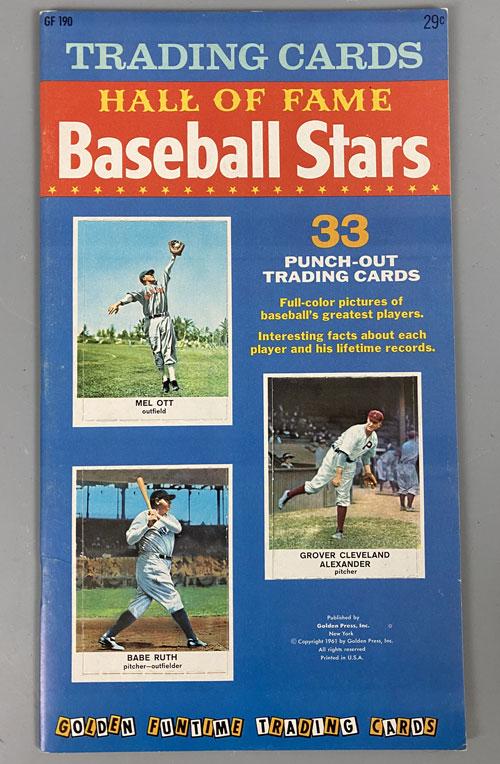 GF 190
29¢
TRADING CARDS
HALL OF FAME
Baseball Stars
33
PUNCH-OUT
TRADING CARDS
Full-color pictures of
baseball's greatest players.
Interesting facts about each
player and his lifetime records.
MEL OTT
outfield
GROVER CLEVELAND
ALEXANDER
pitcher
BABE RUTH
pitcher—outfielder
Published by
Golden Press, Inc.
New York
© Copyright 1961 by Golden Press, Inc.
All rights reserved
Printed in U.S.A.
GOLDEN FUNTIME TRADING CARDS